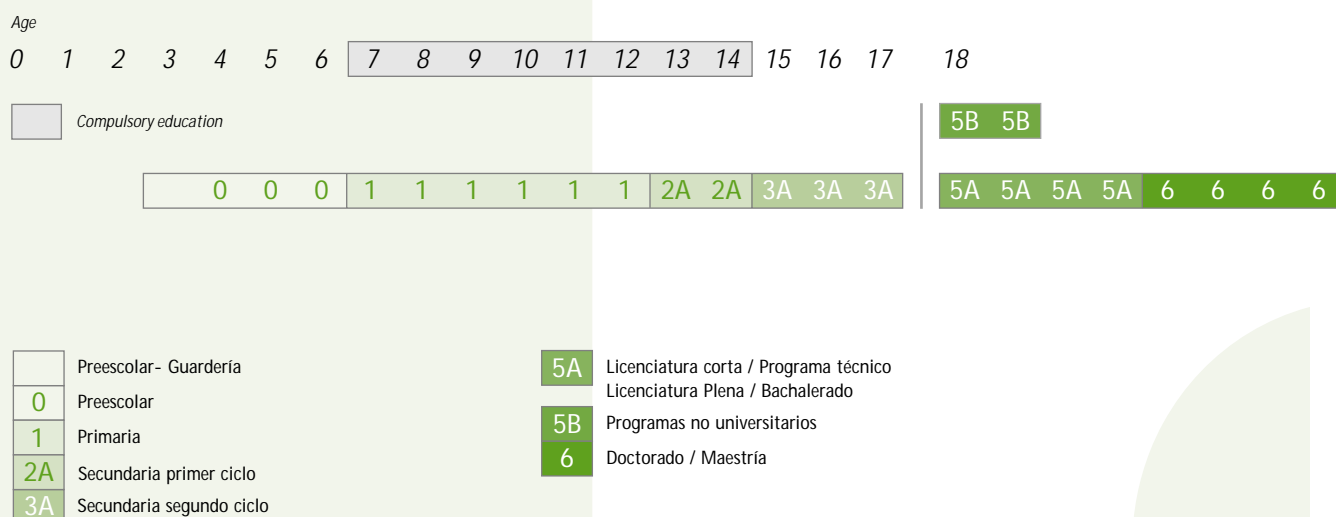 Age
0 1 2 3 4 5 6 7 8 9 10 11 12 13 14 15 16 17 18
Compulsory education
5B 5B
0 0 0 1 1 1 1 1 1 2A 2A 3A 3A 3A 5A 5A 5A 5A 6 6 6 6
Preescolar- Guardería
0 Preescolar
1 Primaria
2A Secundaria primer ciclo
3A Secundaria segundo ciclo
5A Licenciatura corta / Programa técnico
Licenciatura Plena / Bachalerado
5B Programas no universitarios
6 Doctorado / Maestría